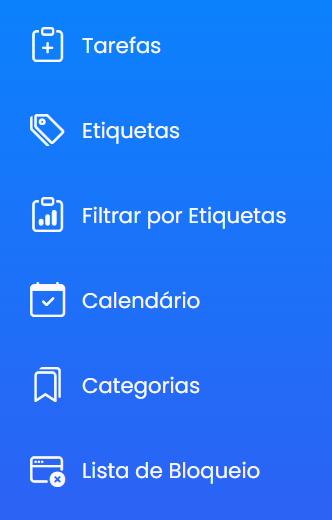 Tarefas
Etiquetas
Filtrar por Etiquetas
Calendário
Categorias
Lista de Bloqueio